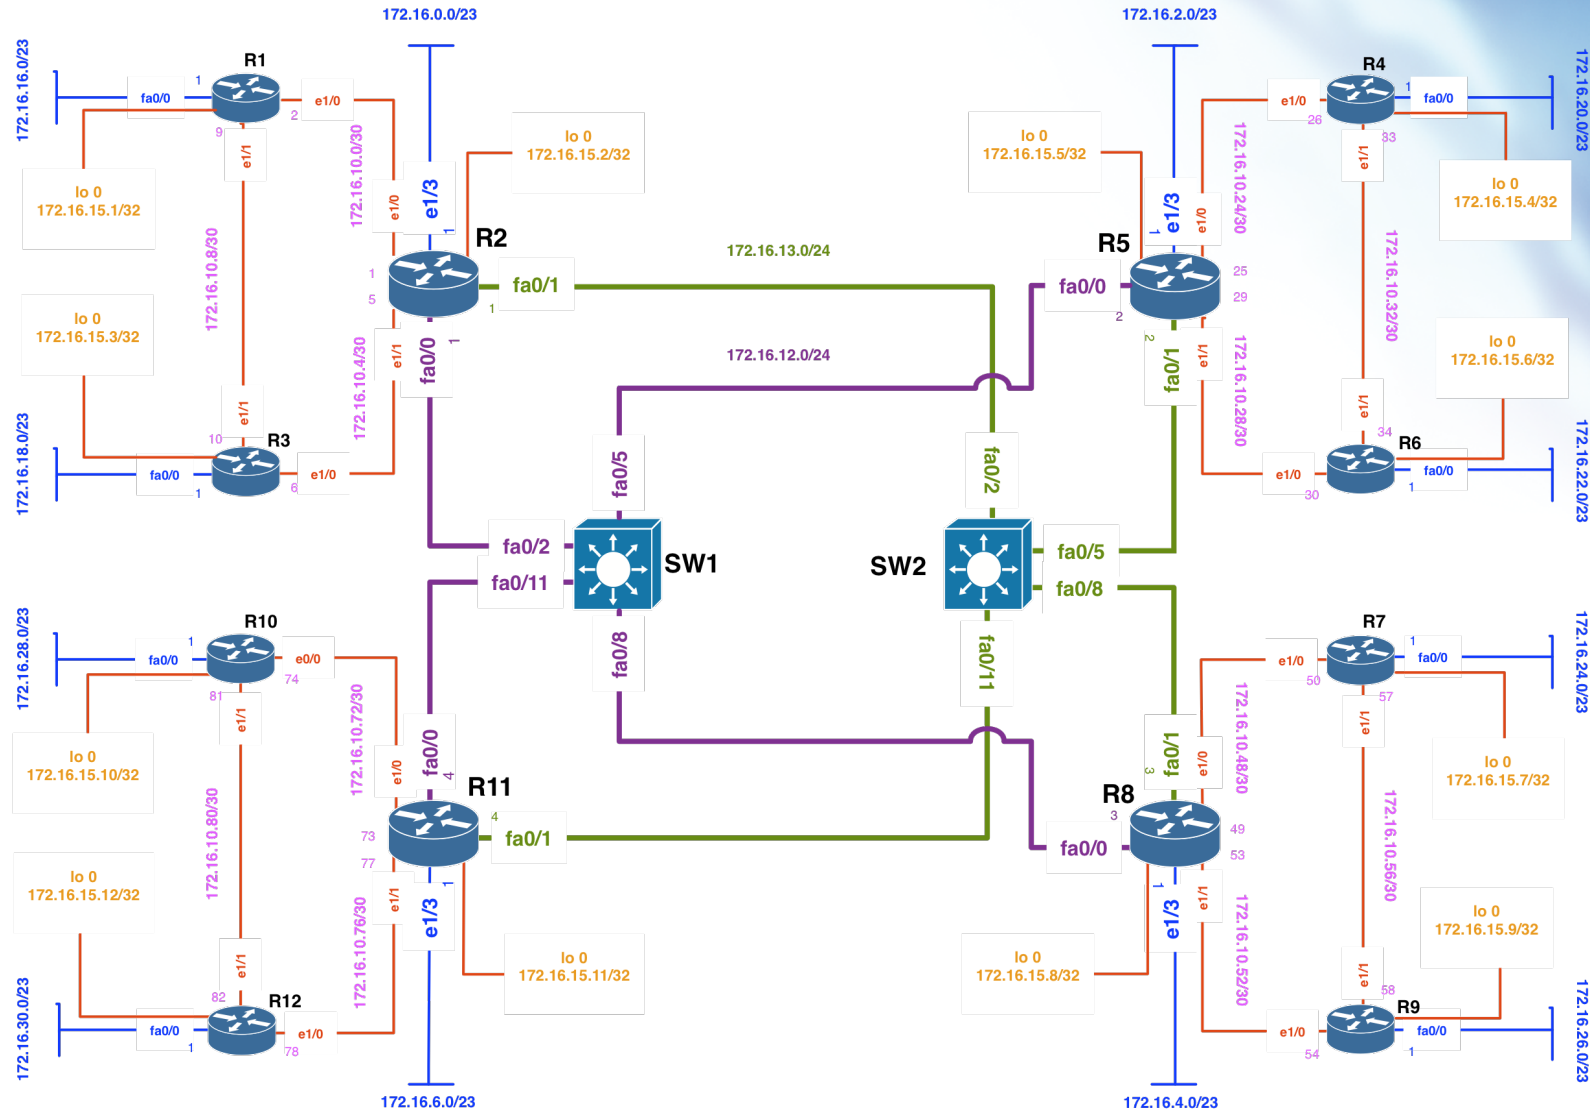 172.16.0.0/23
172.16.2.0/23
172.16.16.0/23
R1
1
fa0/0
e1/0
2
9
e1/1
172.16.10.0/30
lo 0
172.16.15.1/32
lo 0
172.16.15.2/32
e1/0
e1/3
1
R2
172.16.10.8/30
1
5
fa0/1
1
172.16.13.0/24
lo 0
172.16.15.3/32
172.16.10.4/30
e1/1
fa0/0
1
172.16.12.0/24
e1/1
10
R3
172.16.18.0/23
fa0/0
1
6
e1/0
lo 0
172.16.15.5/32
e1/3
1
e1/0
172.16.10.24/30
R5
fa0/0
2
25
29
2
fa0/1
e1/1
172.16.10.28/30
R4
e1/0
26
1
fa0/0
33
172.16.20.0/23
e1/1
lo 0
172.16.15.4/32
172.16.10.32/30
lo 0
172.16.15.6/32
e1/1
34
R6
e1/0
30
fa0/0
1
172.16.22.0/23
fa0/5
fa0/2
fa0/2
fa0/11
SW1
fa0/8
SW2
fa0/5
fa0/8
fa0/11
172.16.28.0/23
R10
1
fa0/0
e0/0
74
81
e1/1
172.16.10.72/30
lo 0
172.16.15.10/32
e1/0
fa0/0
4
R11
172.16.10.80/30
73
77
4
fa0/1
lo 0
172.16.15.12/32
172.16.10.76/30
e1/1
1
e1/3
lo 0
172.16.15.11/32
e1/1
82
R12
172.16.30.0/23
fa0/0
1
e1/0
78
172.16.6.0/23
R7
e1/0
50
1
fa0/0
57
172.16.24.0/23
e1/1
172.16.10.48/30
fa0/1
3
e1/0
lo 0
172.16.15.7/32
R8
3
fa0/0
49
53
172.16.10.56/30
1
e1/3
e1/1
172.16.10.52/30
lo 0
172.16.15.8/32
lo 0
172.16.15.9/32
e1/1
58
R9
e1/0
54
fa0/0
1
172.16.26.0/23
172.16.4.0/23